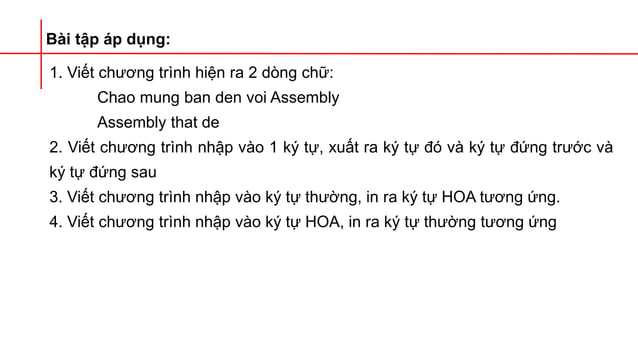 Bài tập áp dụng:
1. Viết chương trình hiện ra 2 dòng chữ:
Chao mung ban den voi Assembly
Assembly that de
2. Viết chương trình nhập vào 1 ký tự, xuất ra ký tự đó và ký tự đứng trước và
ký tự đứng sau
3. Viết chương trình nhập vào ký tự thường, in ra ký tự HOA tương ứng.
4. Viết chương trình nhập vào ký tự HOA, in ra ký tự thường tương ứng